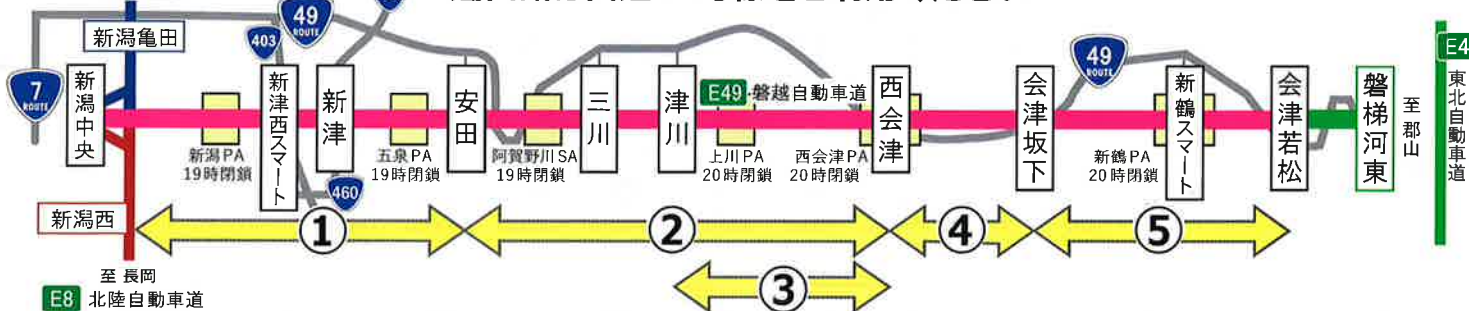 新潟亀田
49
ROUTE
403
7
ROUTE
新潟中央
新津西スマート
新津
安田
三川
津川
E49 磐越自動車道
西会津
会津坂下
49
ROUTE
新鶴スマート
会津若松
磐梯河東
至 郡山
E4
東北自動車道
新潟PA
19時閉鎖
五泉PA
19時閉鎖
阿賀野川SA
19時閉鎖
上川PA
20時閉鎖
西会津PA
20時閉鎖
新鶴PA
20時閉鎖
460
新潟西
①
②
④
⑤
③
至 長岡
E8 北陸自動車道